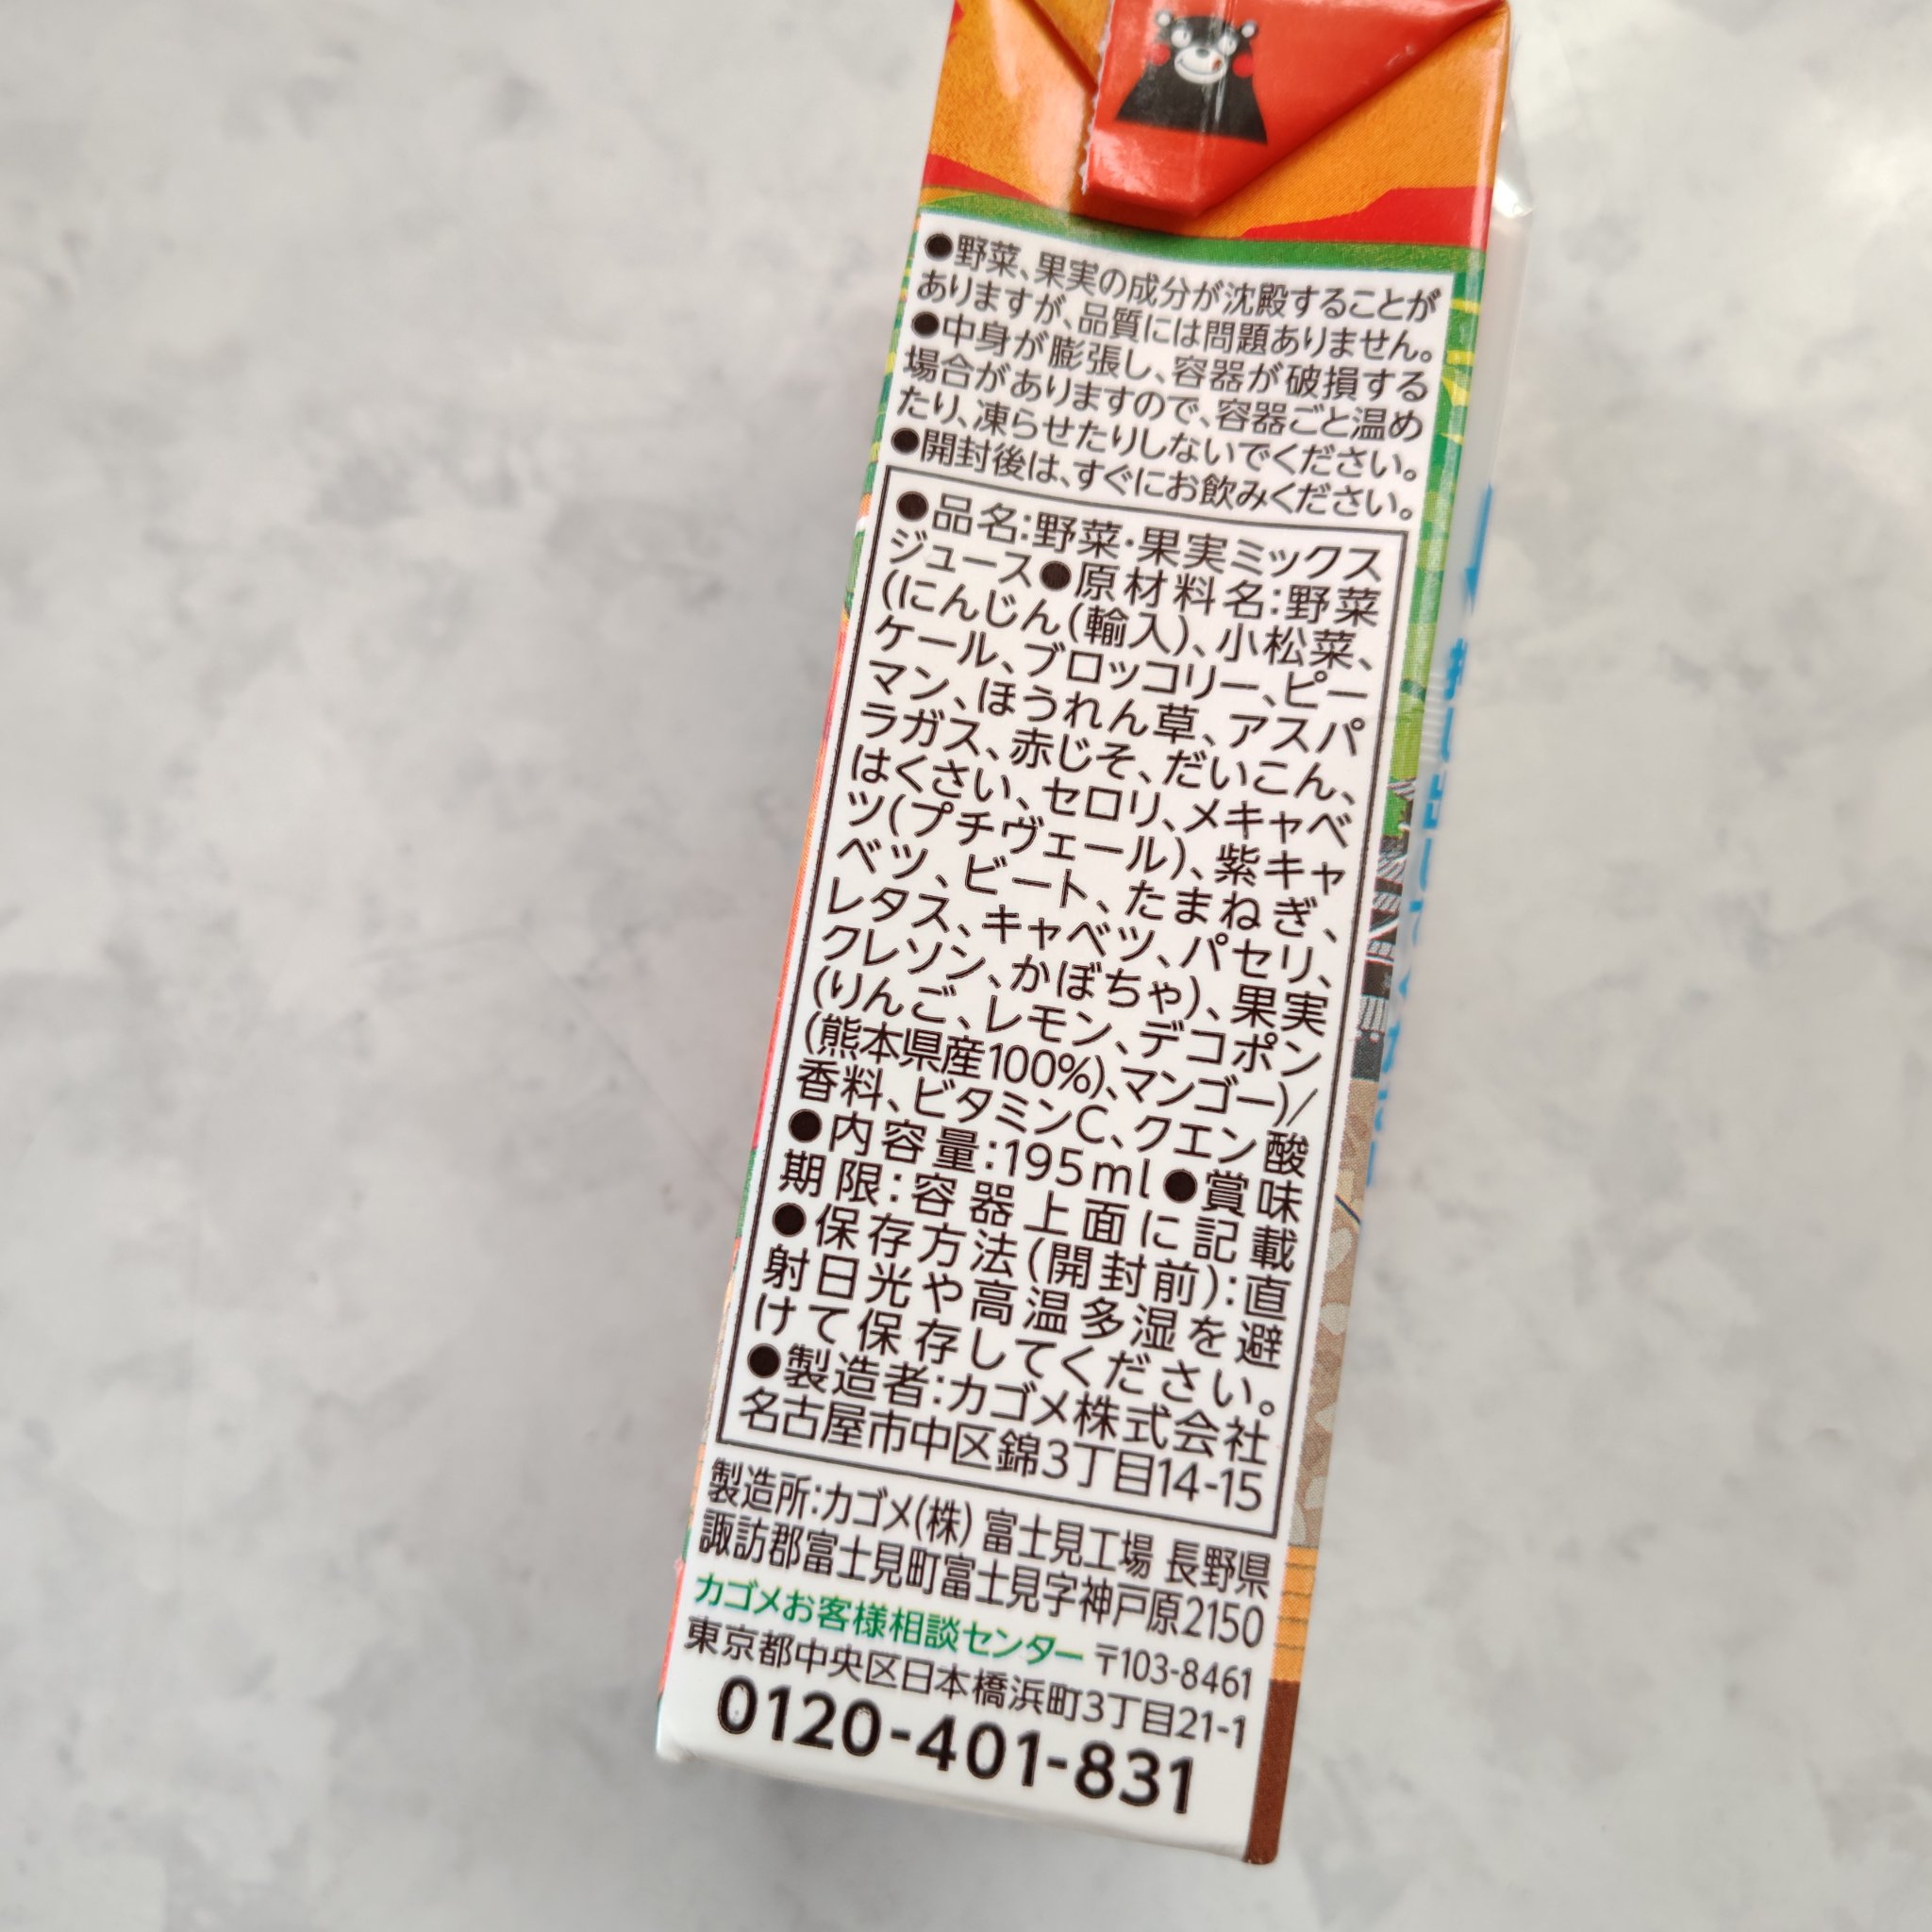 ●野菜、果実の成分が沈殿することが
ありますが、品質には問題ありません。
●中身が膨張し、容器が破損する
場合がありますので、容器ごと温め
たり、凍らせたりしないでください。
●開封後は、すぐにお飲みください。
●品名:野菜・果実ミックス
ジュース●原材料名:野菜
(にんじん(輸入)、小松菜、
ケール、ブロッコリー、ピー
マン、ほうれん草、アスパ
ラガス、赤じそ、だいこん、
はくさい、セロリ、メキャベ
ツ(プチヴェール)、紫キャ
ベツ、ビート、たまねぎ、
レタス、キャベツ、パセリ、
クレソン、かぼちゃ)、果実
(りんご、レモン、デコポン
(熊本県産100%)、マンゴー)/
香料、ビタミンC、クエン酸
●内容量:195ml●賞味
期限:容器上面に記載
●保存方法(開封前):直
射日光や高温多湿を避
けて保存してください。
●製造者:カゴメ株式会社
名古屋市中区錦3丁目14-15
製造所:カゴメ(株) 富士見工場 長野県
諏訪郡富士見町富士見字神戸原2150
カゴメお客様相談センター 〒103-8461
東京都中央区日本橋浜町3丁目21-1
0120-401-831